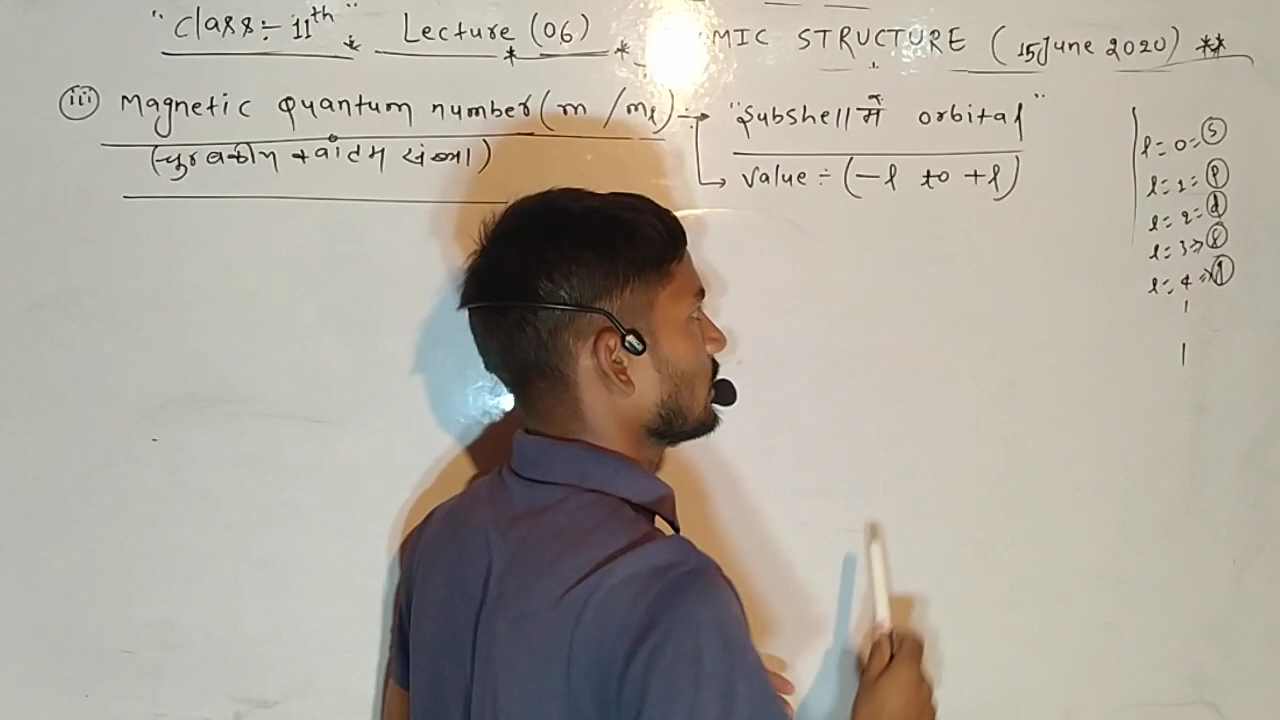 "Class:- 11th" Lecture (06) MIC STRUCTURE (15 June 2020) **
(iii) Magnetic Quantum number (m / ml) :- → "Subshell में orbital"
(चुम्बकीय क्वांटम संख्या)
→ Value ÷ (-l to +l)
l = 0 = s
l = 1 = p
l = 2 = d
l = 3 => f
l = 4 => g